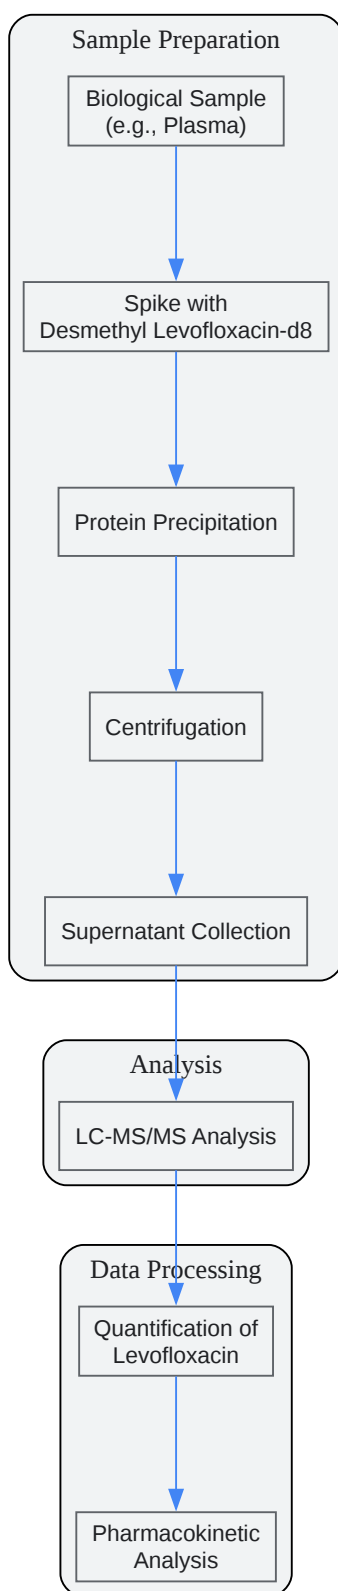 Sample Preparation
Biological Sample
(e.g., Plasma)
Spike with
Desmethyl Levofloxacin-d8
Protein Precipitation
Centrifugation
Supernatant Collection
Analysis
LC-MS/MS Analysis
Data Processing
Quantification of
Levofloxacin
Pharmacokinetic
Analysis